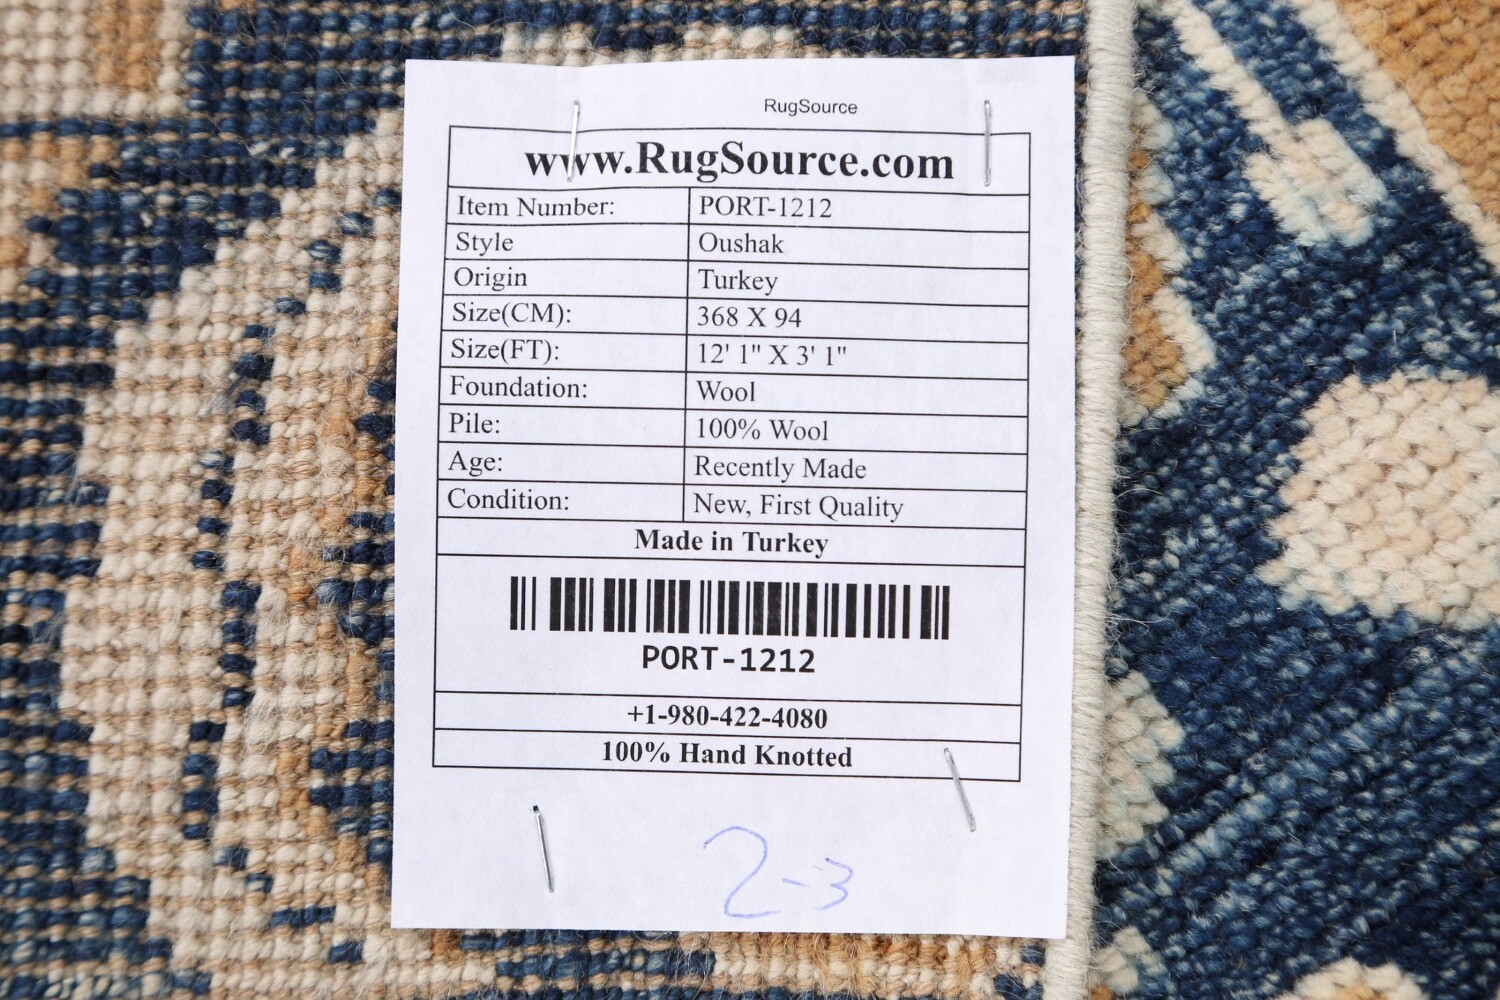 RugSource
www.RugSource.com
Item Number: PORT-1212
Style Oushak
Origin Turkey
Size(CM): 368 X 94
Size(FT): 12' 1" X 3' 1"
Foundation: Wool
Pile: 100% Wool
Age: Recently Made
Condition: New, First Quality
Made in Turkey
PORT-1212
+1-980-422-4080
100% Hand Knotted
2-3